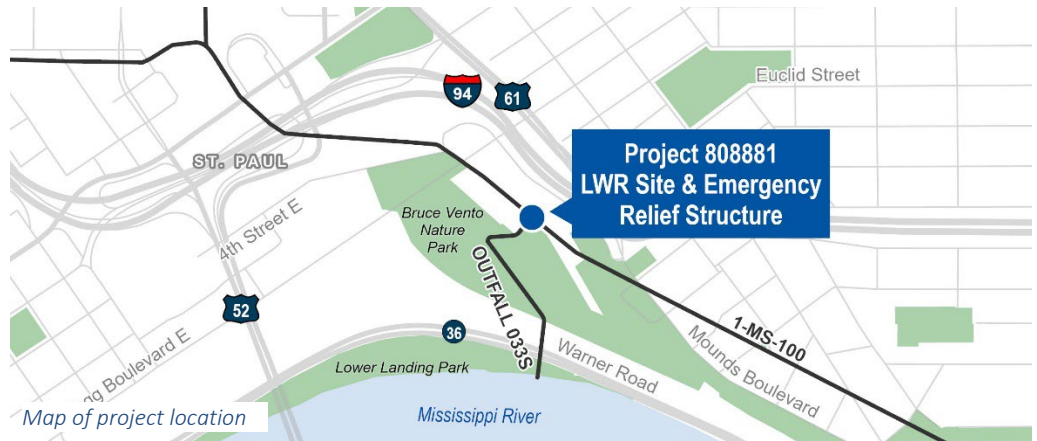 Euclid Street
94
61
Project 808881
LWR Site & Emergency
Relief Structure
ST. PAUL
4th Street E
Bruce Vento
Nature
Park
OUTFALL 033S
52
36
1-MS-100
gg Boulevard E
Lower Landing Park
Warner Road
Mounds Boulevard
Mississippi River
Map of project location